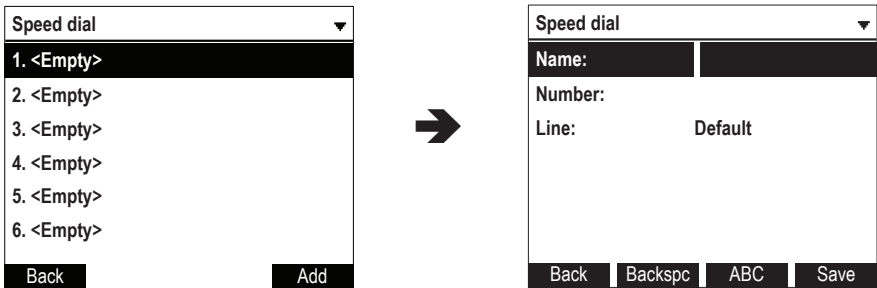 Speed dial
1. <Empty>
2. <Empty>
3. <Empty>
4. <Empty>
5. <Empty>
6. <Empty>
Back Add
Speed dial
Name:
Number:
Line: Default
Back Backspc ABC Save